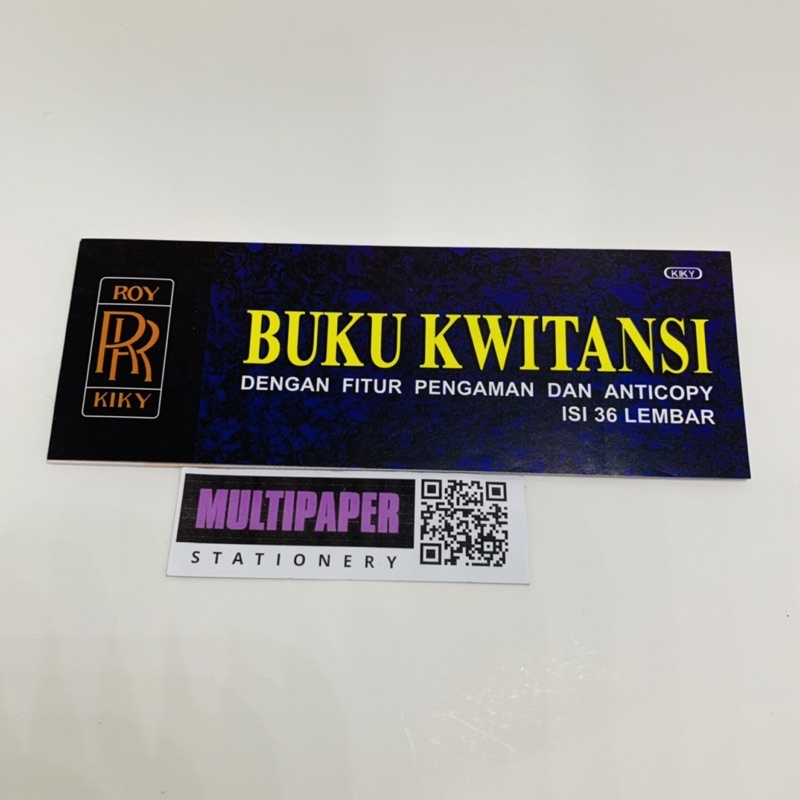 ROY
RR
KIKY
KIKY
BUKU KWITANSI
DENGAN FITUR PENGAMAN DAN ANTICOPY
ISI 36 LEMBAR
MULTIPAPER
STATIONERY